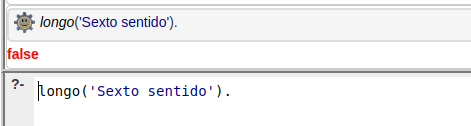 longo('Sexto sentido').
false
?- longo('Sexto sentido').